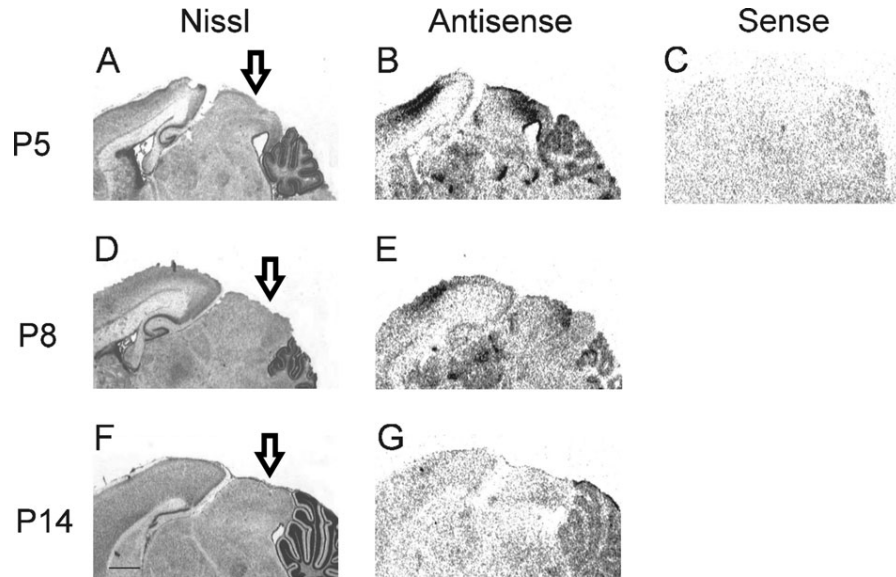 Nissl Antisense Sense
A B C
P5
D E
P8
F G
P14